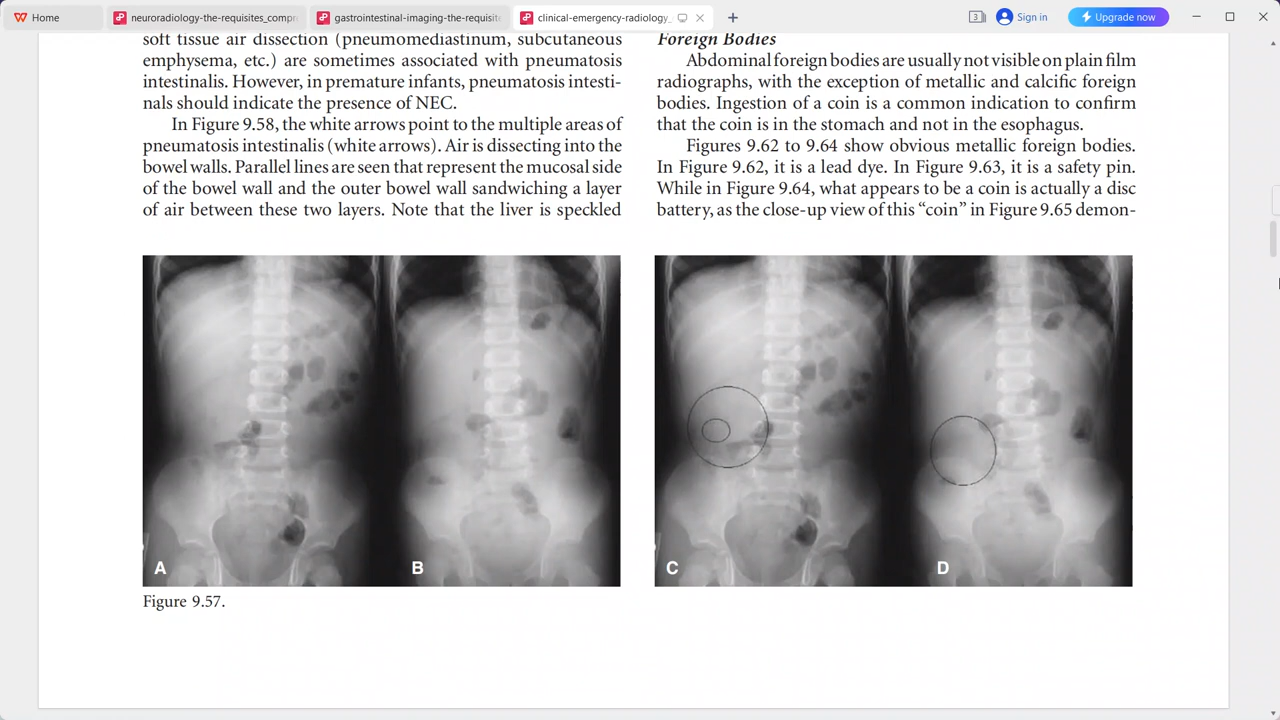 Home
neuroradiology-the-requisites_compr
gastrointestinal-imaging-the-requisite
clinical-emergency-radiology_
3
Sign in
Upgrade now
soft tissue air dissection (pneumomediastinum, subcutaneous
emphysema, etc.) are sometimes associated with pneumatosis
intestinalis. However, in premature infants, pneumatosis intesti-
nals should indicate the presence of NEC.
In Figure 9.58, the white arrows point to the multiple areas of
pneumatosis intestinalis (white arrows). Air is dissecting into the
bowel walls. Parallel lines are seen that represent the mucosal side
of the bowel wall and the outer bowel wall sandwiching a layer
of air between these two layers. Note that the liver is speckled
Foreign Bodies
Abdominal foreign bodies are usually not visible on plain film
radiographs, with the exception of metallic and calcific foreign
bodies. Ingestion of a coin is a common indication to confirm
that the coin is in the stomach and not in the esophagus.
Figures 9.62 to 9.64 show obvious metallic foreign bodies.
In Figure 9.62, it is a lead dye. In Figure 9.63, it is a safety pin.
While in Figure 9.64, what appears to be a coin is actually a disc
battery, as the close-up view of this “coin” in Figure 9.65 demon-
A
B
C
D
Figure 9.57.